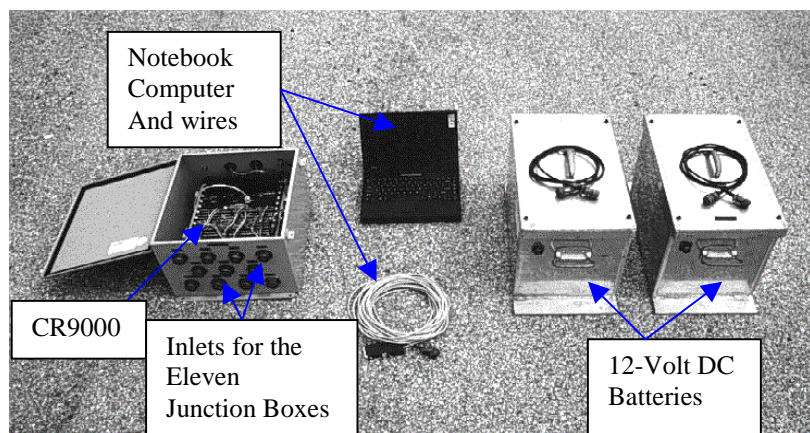 Notebook
Computer
And wires
CR9000
Inlets for the
Eleven
Junction Boxes
12-Volt DC
Batteries